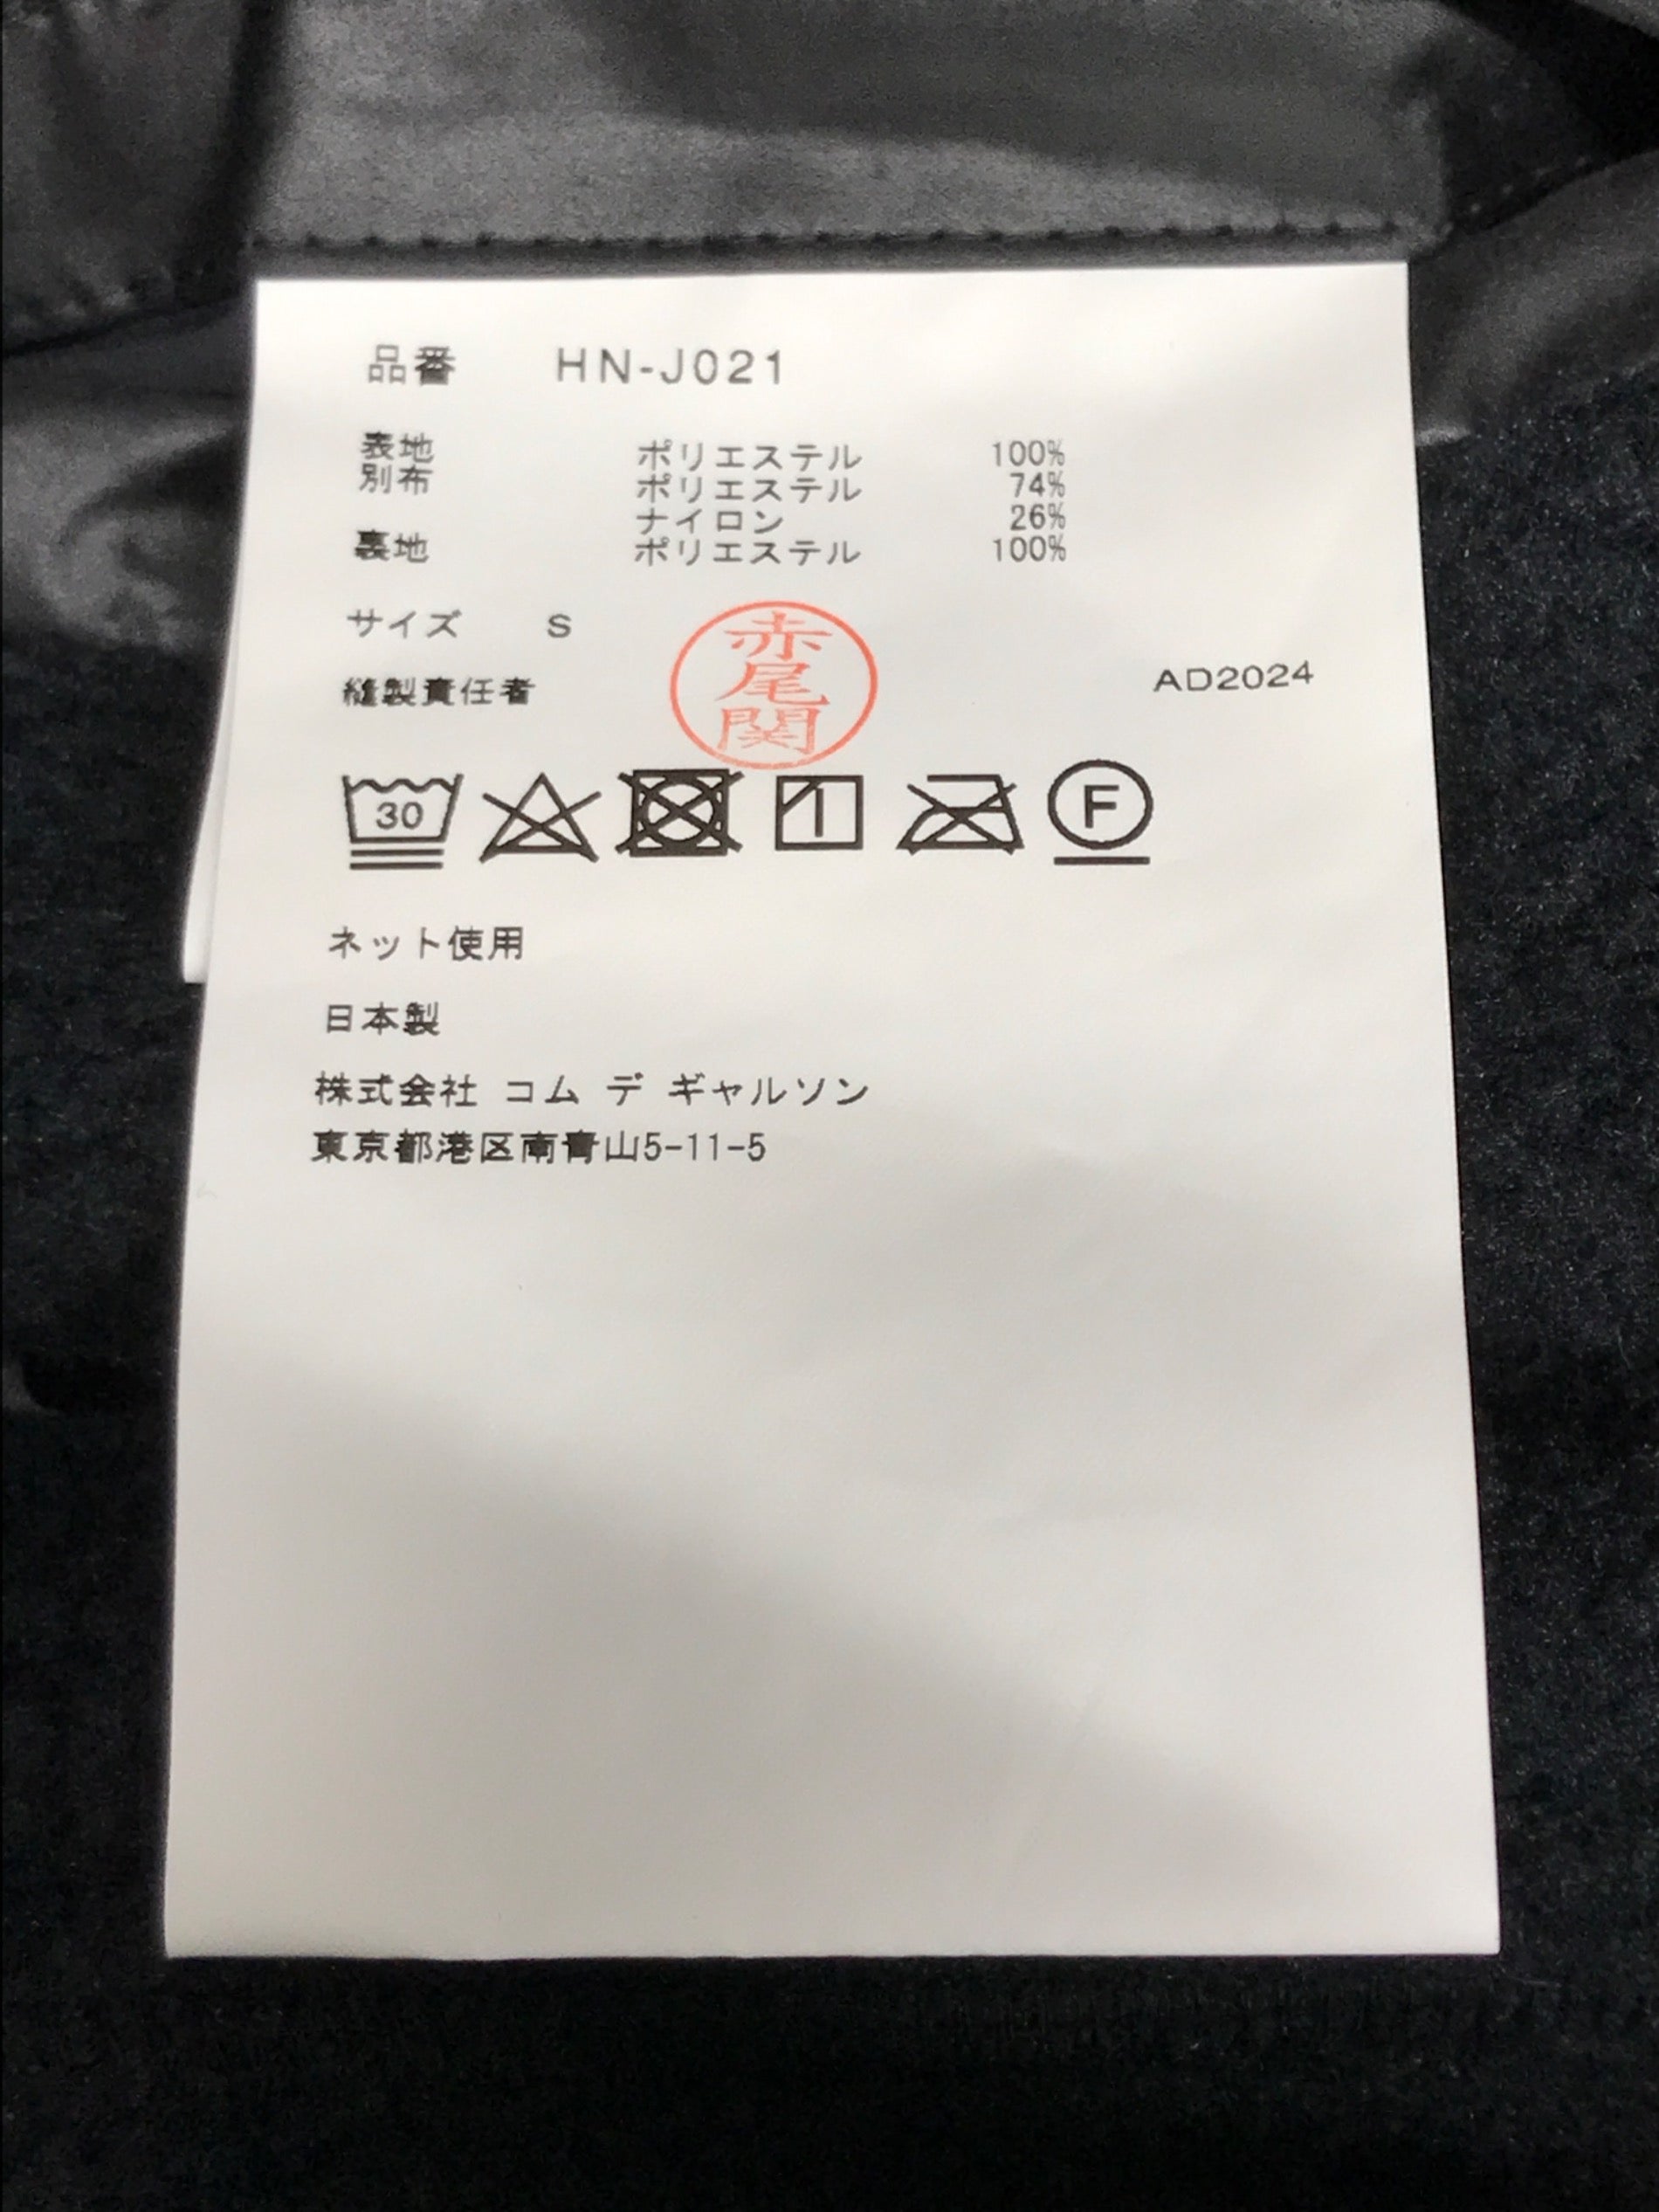 品番 HN-J021
表地 ポリエステル 100%
別布 ポリエステル 74%
ナイロン 26%
裏地 ポリエステル 100%
サイズ S
縫製責任者 赤尾関 AD2024
30 F
ネット使用
日本製
株式会社 コム デ ギャルソン
東京都港区南青山5-11-5